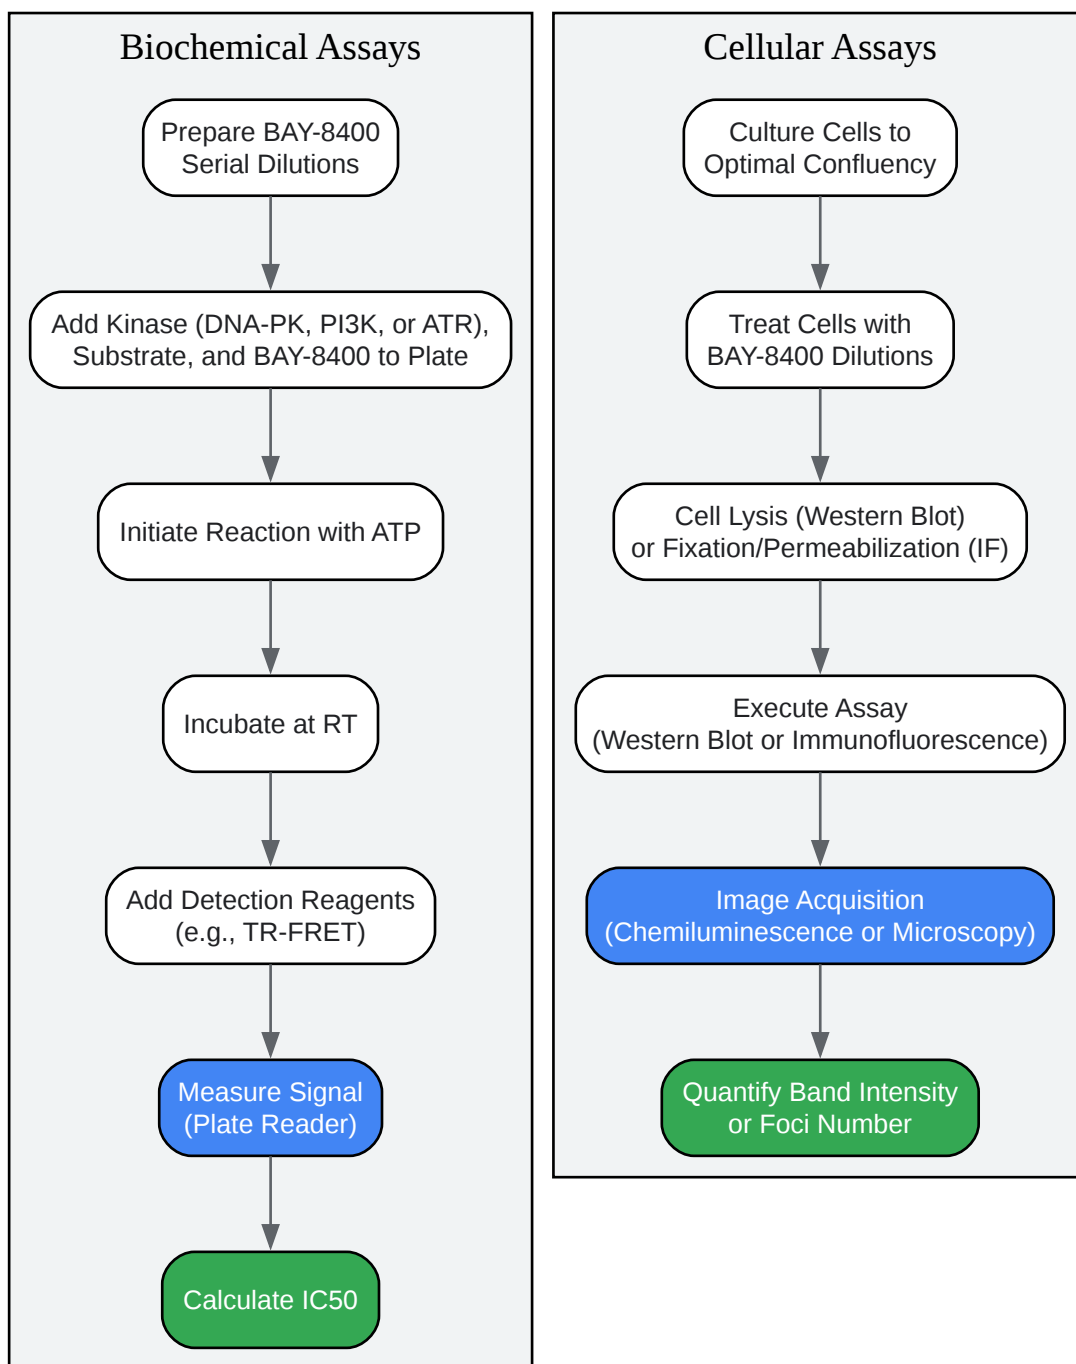 Biochemical Assays
Prepare BAY-8400
Serial Dilutions
Add Kinase (DNA-PK, PI3K, or ATR),
Substrate, and BAY-8400 to Plate
Initiate Reaction with ATP
Incubate at RT
Add Detection Reagents
(e.g., TR-FRET)
Measure Signal
(Plate Reader)
Calculate IC50
Cellular Assays
Culture Cells to
Optimal Confluency
Treat Cells with
BAY-8400 Dilutions
Cell Lysis (Western Blot)
or Fixation/Permeabilization (IF)
Execute Assay
(Western Blot or Immunofluorescence)
Image Acquisition
(Chemiluminescence or Microscopy)
Quantify Band Intensity
or Foci Number